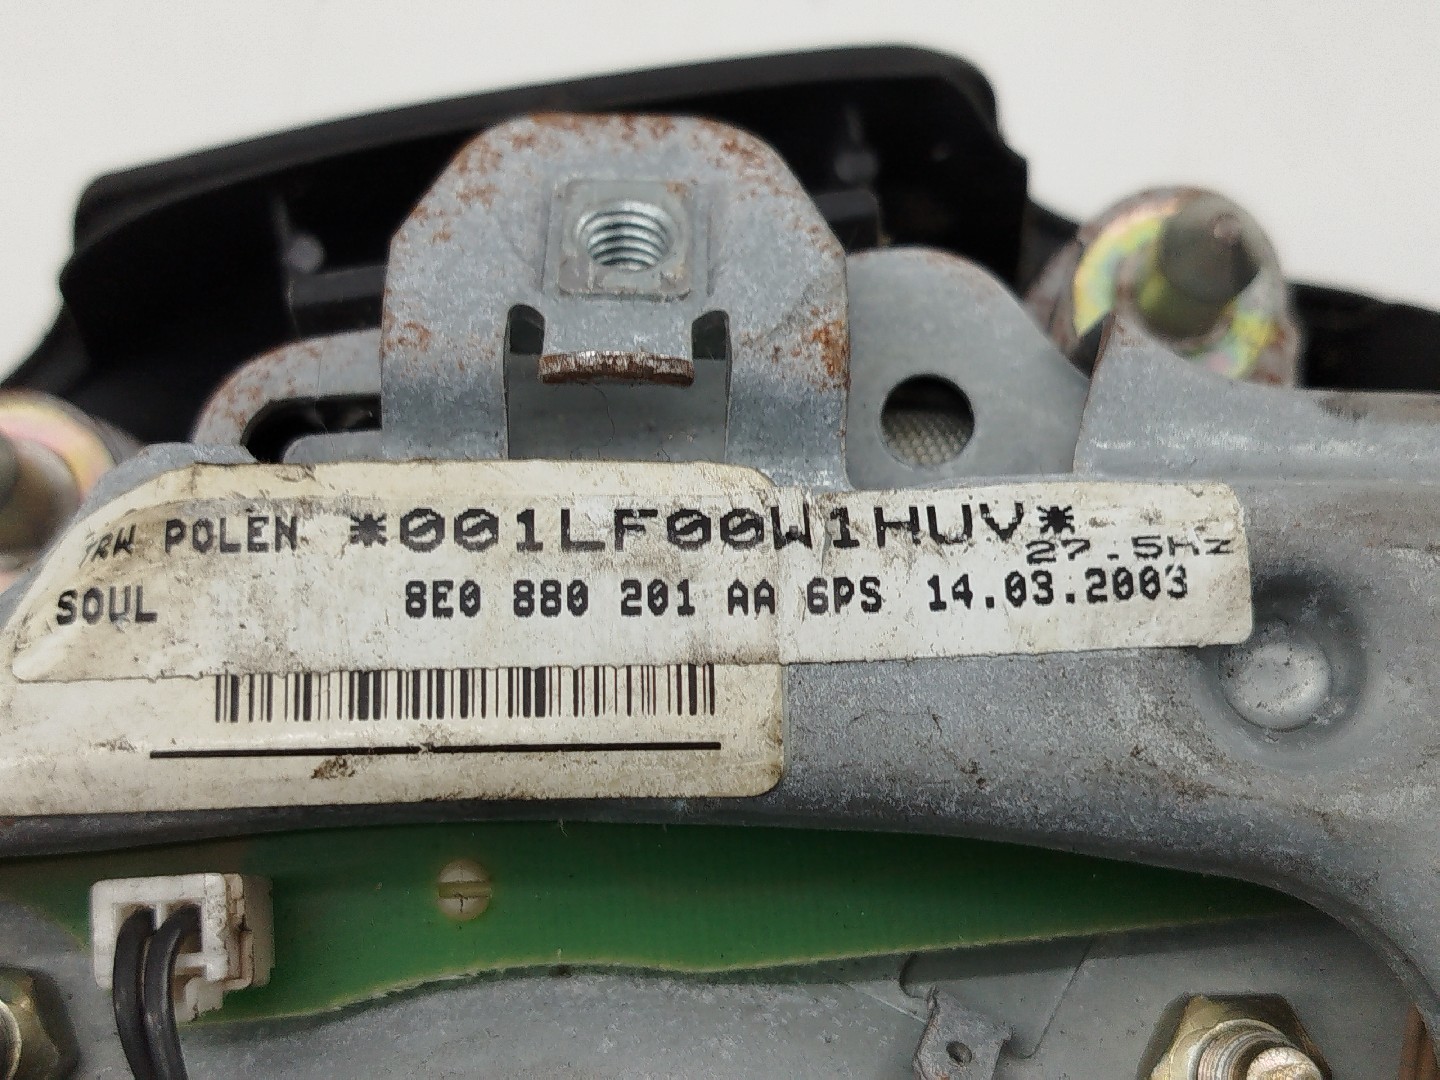 TRW POLEN *001LF00W1HUV*
27.5Hz
SOUL 8E0 880 201 AA 6PS 14.03.2003